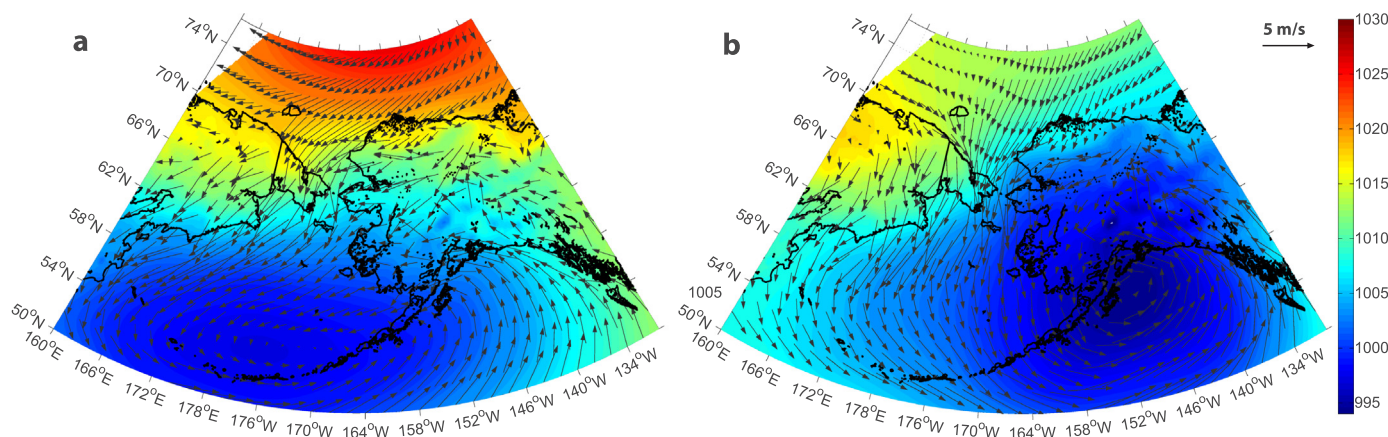 a
74°N
70°N
66°N
62°N
58°N
54°N
50°N
160°E
166°E
172°E
178°E
176°W
170°W
164°W
158°W
152°W
146°W
140°W
134°W
b
74°N
70°N
66°N
62°N
58°N
54°N
1005
50°N
160°E
166°E
172°E
178°E
176°W
170°W
164°W
158°W
152°W
146°W
140°W
134°W
5 m/s
1030
1025
1020
1015
1010
1005
1000
995